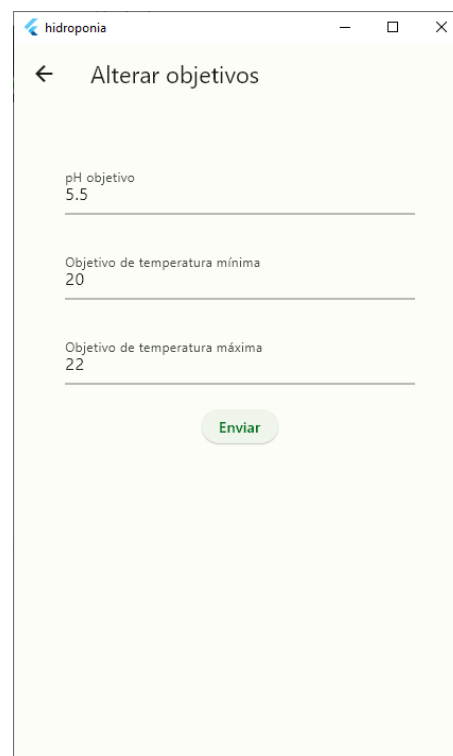 hidroponia
Alterar objetivos
pH objetivo
5.5
Objetivo de temperatura mínima
20
Objetivo de temperatura máxima
22
Enviar